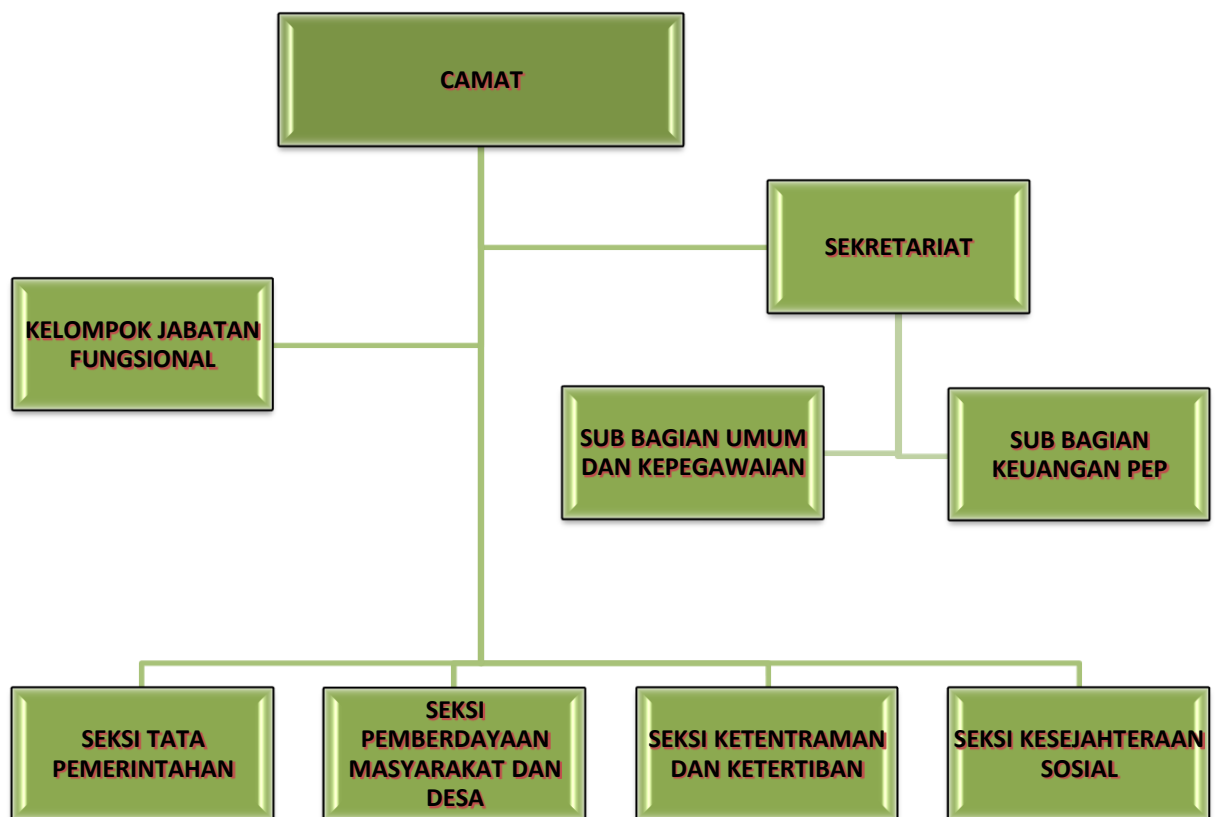 CAMAT
SEKRETARIAT
KELOMPOK JABATAN
FUNGSIONAL
SUB BAGIAN UMUM
DAN KEPEGAWAIAN
SUB BAGIAN
KEUANGAN PEP
SEKSI TATA
PEMERINTAHAN
SEKSI
PEMBERDAYAAN
MASYARAKAT DAN
DESA
SEKSI KETENTRAMAN
DAN KETERTIBAN
SEKSI KESEJAHTERAAN
SOSIAL